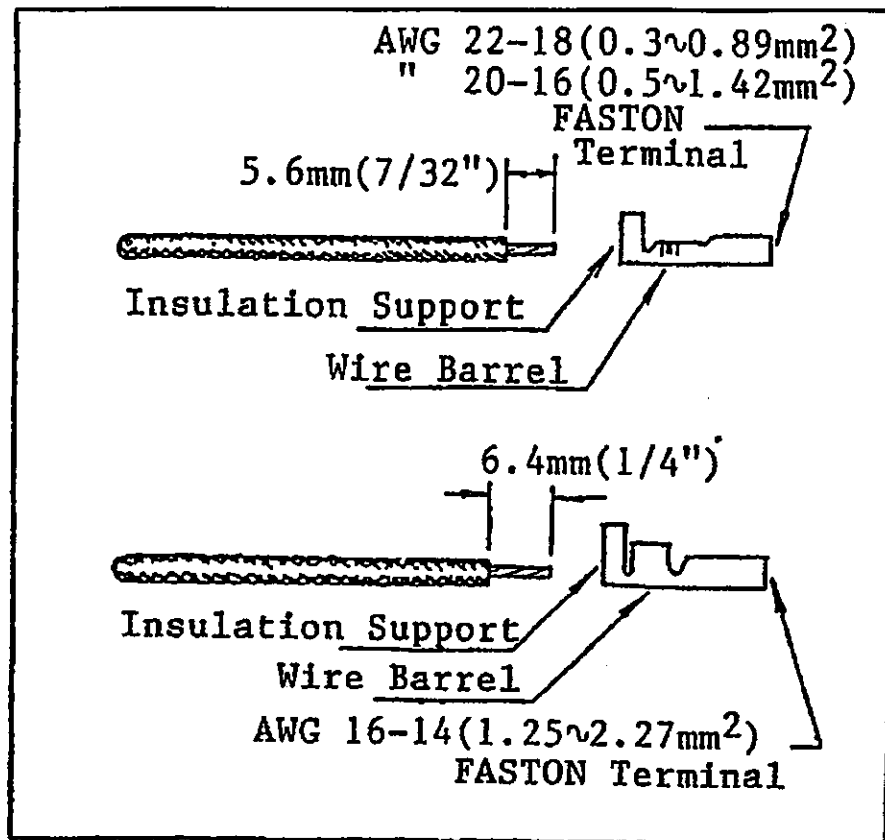 AWG 22-18(0.3∿0.89mm²)
" 20-16(0.5∿1.42mm²)
FASTON
Terminal
5.6mm(7/32")
Insulation Support
Wire Barrel
6.4mm(1/4")
Insulation Support
Wire Barrel
AWG 16-14(1.25∿2.27mm²)
FASTON Terminal